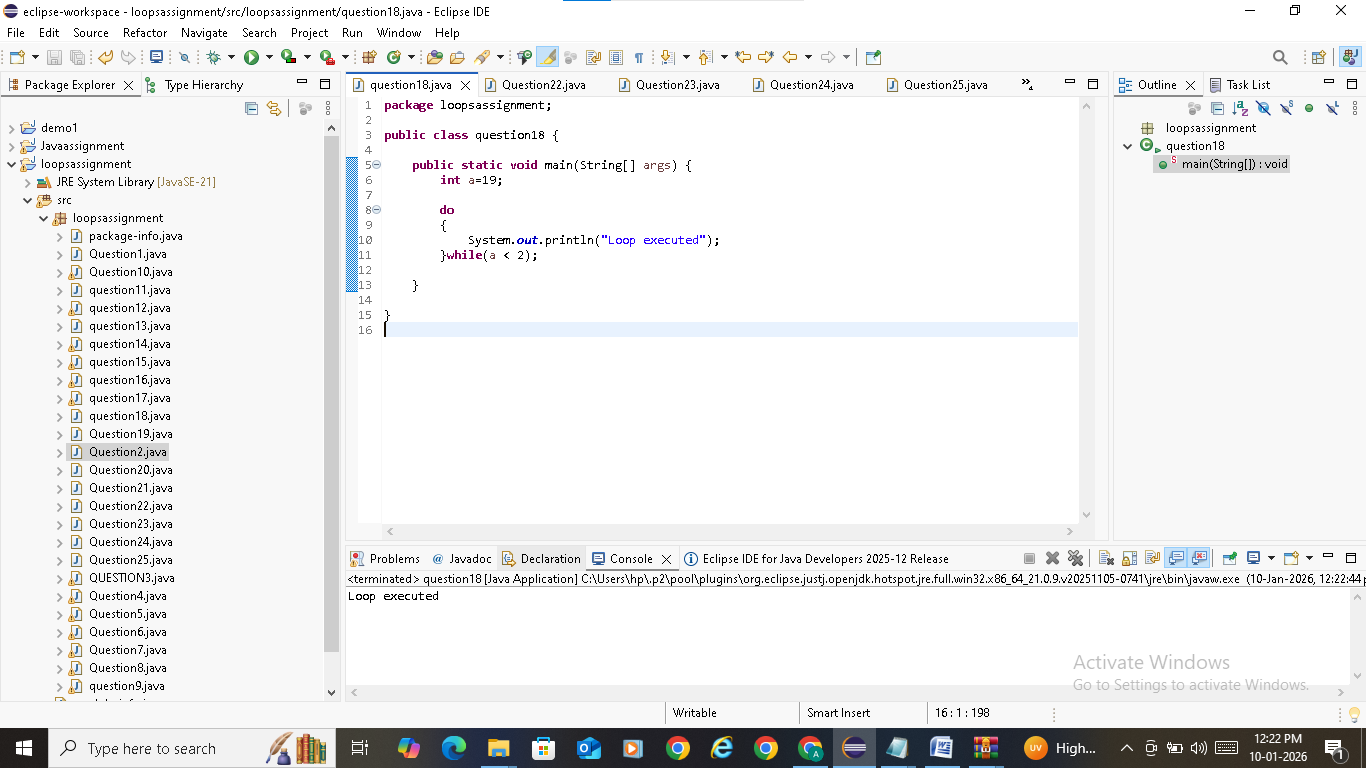 eclipse-workspace - loopsassignment/src/loopsassignment/question18.java - Eclipse IDE
File Edit Source Refactor Navigate Search Project Run Window Help
Package Explorer
Type Hierarchy
demo1
Javaassignment
loopsassignment
JRE System Library [JavaSE-21]
src
loopsassignment
package-info.java
Question1.java
Question10.java
question11.java
question12.java
question13.java
question14.java
question15.java
question16.java
question17.java
question18.java
Question19.java
Question2.java
Question20.java
Question21.java
Question22.java
Question23.java
Question24.java
Question25.java
QUESTION3.java
Question4.java
Question5.java
Question6.java
Question7.java
Question8.java
question9.java
question18.java Question22.java Question23.java Question24.java Question25.java
1 package loopsassignment;
2
3 public class question18 {
4
5 public static void main(String[] args) {
6 int a=19;
7
8 do
9 {
10 System.out.println("Loop executed");
11 }while(a < 2);
12
13 }
14
15 }
16
Outline Task List
loopsassignment
question18
main(String[]) : void
Problems @ Javadoc Declaration Console Eclipse IDE for Java Developers 2025-12 Release
<terminated> question18 [Java Application] C:\Users\hp\.p2\pool\plugins\org.eclipse.justj.openjdk.hotspot.jre.full.win32.x86_64_21.0.9.v20251105-0741\jre\bin\javaw.exe (10-Jan-2026, 12:22:44
Loop executed
Activate Windows
Go to Settings to activate Windows.
Writable Smart Insert 16 : 1 : 198
Type here to search
UV High...
12:22 PM
10-01-2026
1